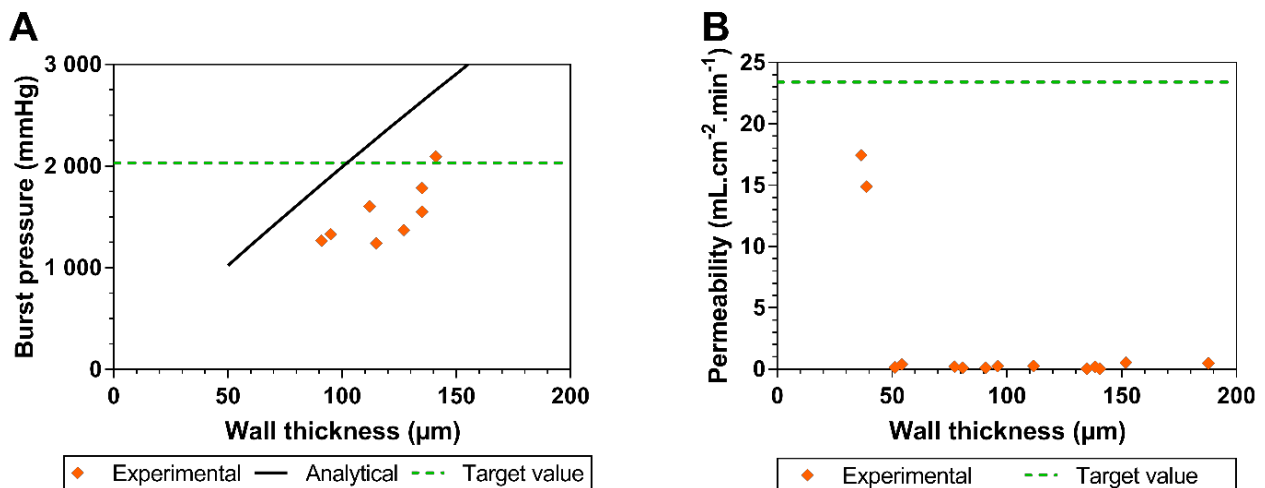 A
Burst pressure (mmHg)
3 000
2 000
1 000
0
0 50 100 150 200
Wall thickness (µm)
Experimental Analytical Target value
B
Permeability (mL.cm⁻².min⁻¹)
25
20
15
10
5
0
0 50 100 150 200
Wall thickness (µm)
Experimental Target value